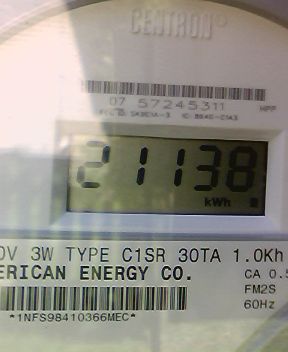 CENTRON®
07 57245311 HPP
21138
kWh
0V 3W TYPE C1SR 30TA 1.0Kh
ERICAN ENERGY CO. CA 0.5
FM2S
60Hz
*1NFS98410366MEC*